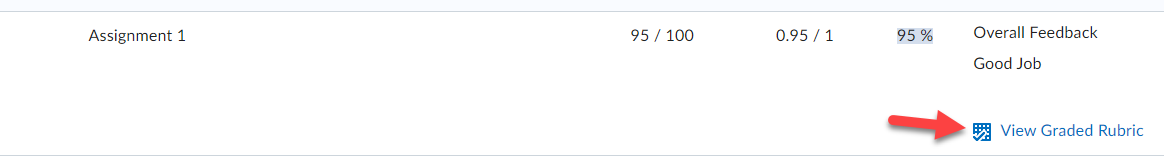 Assignment 1 95 / 100 0.95 / 1 95 % Overall Feedback
Good Job
View Graded Rubric